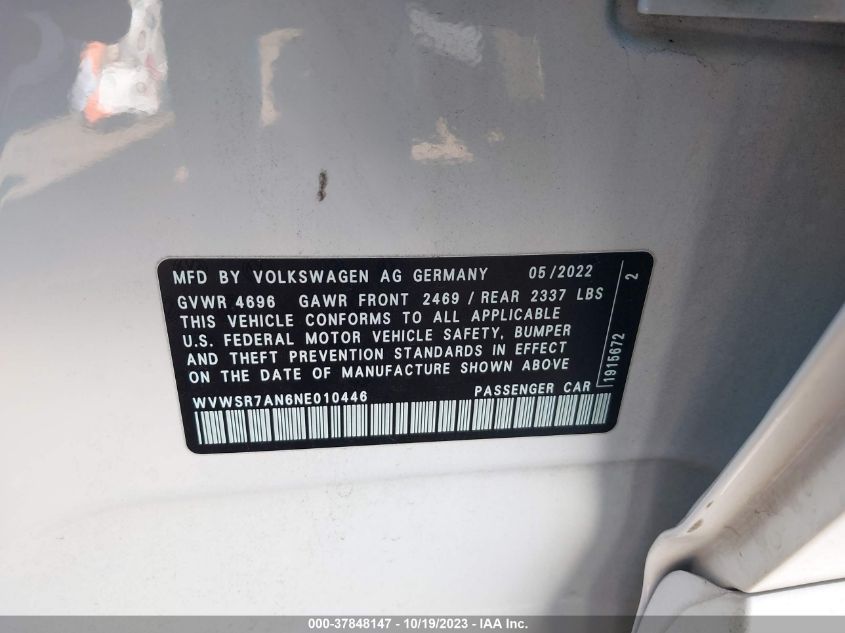 MFD BY VOLKSWAGEN AG GERMANY 05/2022
GVWR 4696 GAWR FRONT 2469 / REAR 2337 LBS
THIS VEHICLE CONFORMS TO ALL APPLICABLE
U.S. FEDERAL MOTOR VEHICLE SAFETY, BUMPER
AND THEFT PREVENTION STANDARDS IN EFFECT
ON THE DATE OF MANUFACTURE SHOWN ABOVE
WVWSR7AN6NE010446 PASSENGER CAR
1915672 2
000-37848147 - 10/19/2023 - IAA Inc.